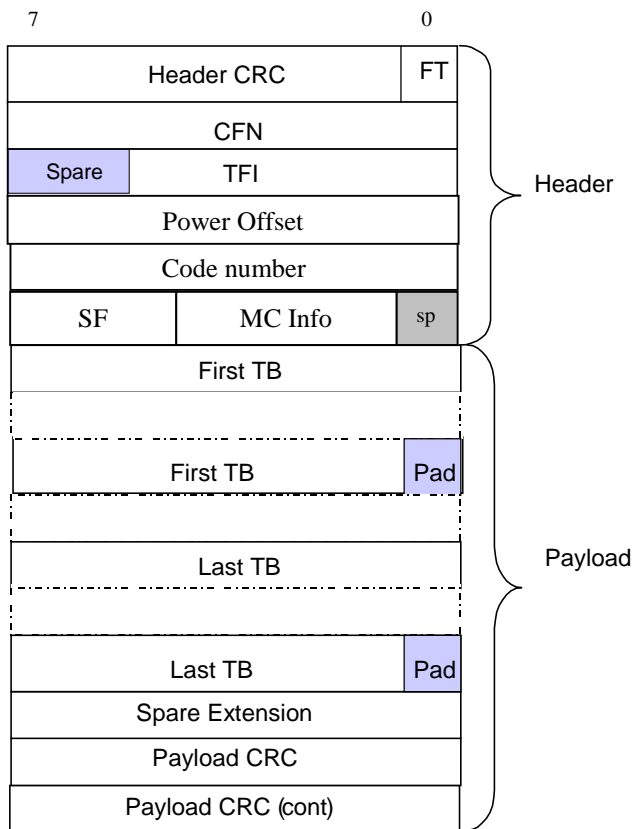 7 0
Header CRC FT
CFN
Spare TFI
Header
Power Offset
Code number
SF MC Info sp
First TB
First TB Pad
Last TB
Payload
Last TB Pad
Spare Extension
Payload CRC
Payload CRC (cont)